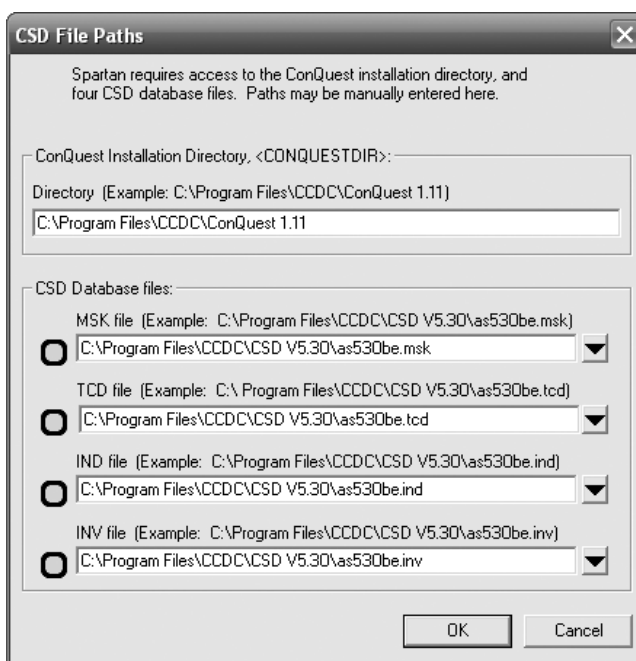 CSD File Paths
Spartan requires access to the ConQuest installation directory, and
four CSD database files. Paths may be manually entered here.
ConQuest Installation Directory, <CONQUESTDIR>:
Directory (Example: C:\Program Files\CCDC\ConQuest 1.11)
C:\Program Files\CCDC\ConQuest 1.11
CSD Database files:
MSK file (Example: C:\Program Files\CCDC\CSD V5.30\as530be.msk)
C:\Program Files\CCDC\CSD V5.30\as530be.msk
TCD file (Example: C:\ Program Files\CCDC\CSD V5.30\as530be.tcd)
C:\Program Files\CCDC\CSD V5.30\as530be.tcd
IND file (Example: C:\Program Files\CCDC\CSD V5.30\as530be.ind)
C:\Program Files\CCDC\CSD V5.30\as530be.ind
INV file (Example: C:\Program Files\CCDC\CSD V5.30\as530be.inv)
C:\Program Files\CCDC\CSD V5.30\as530be.inv
OK Cancel